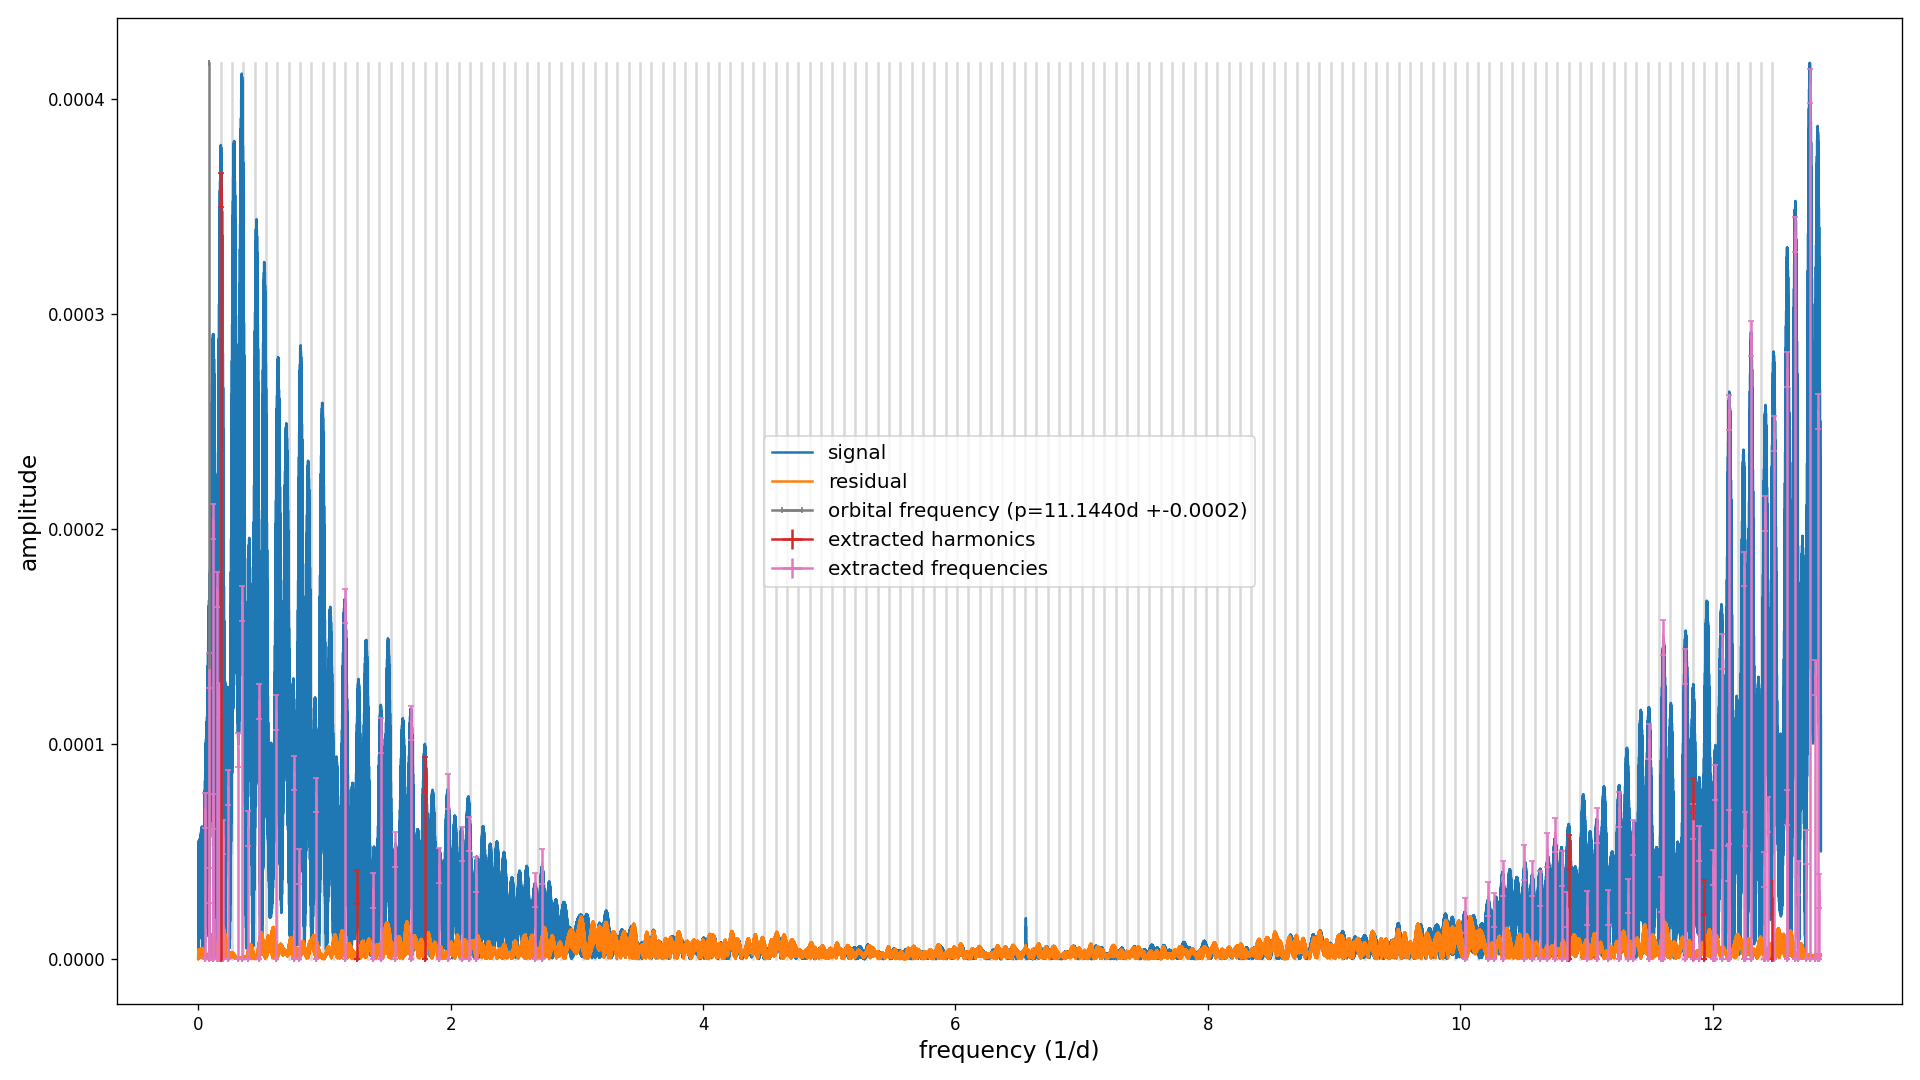 0.0004
0.0003
0.0002
0.0001
0.0000
amplitude
signal
residual
orbital frequency (p=11.1440d +-0.0002)
extracted harmonics
extracted frequencies
0 2 4 6 8 10 12
frequency (1/d)